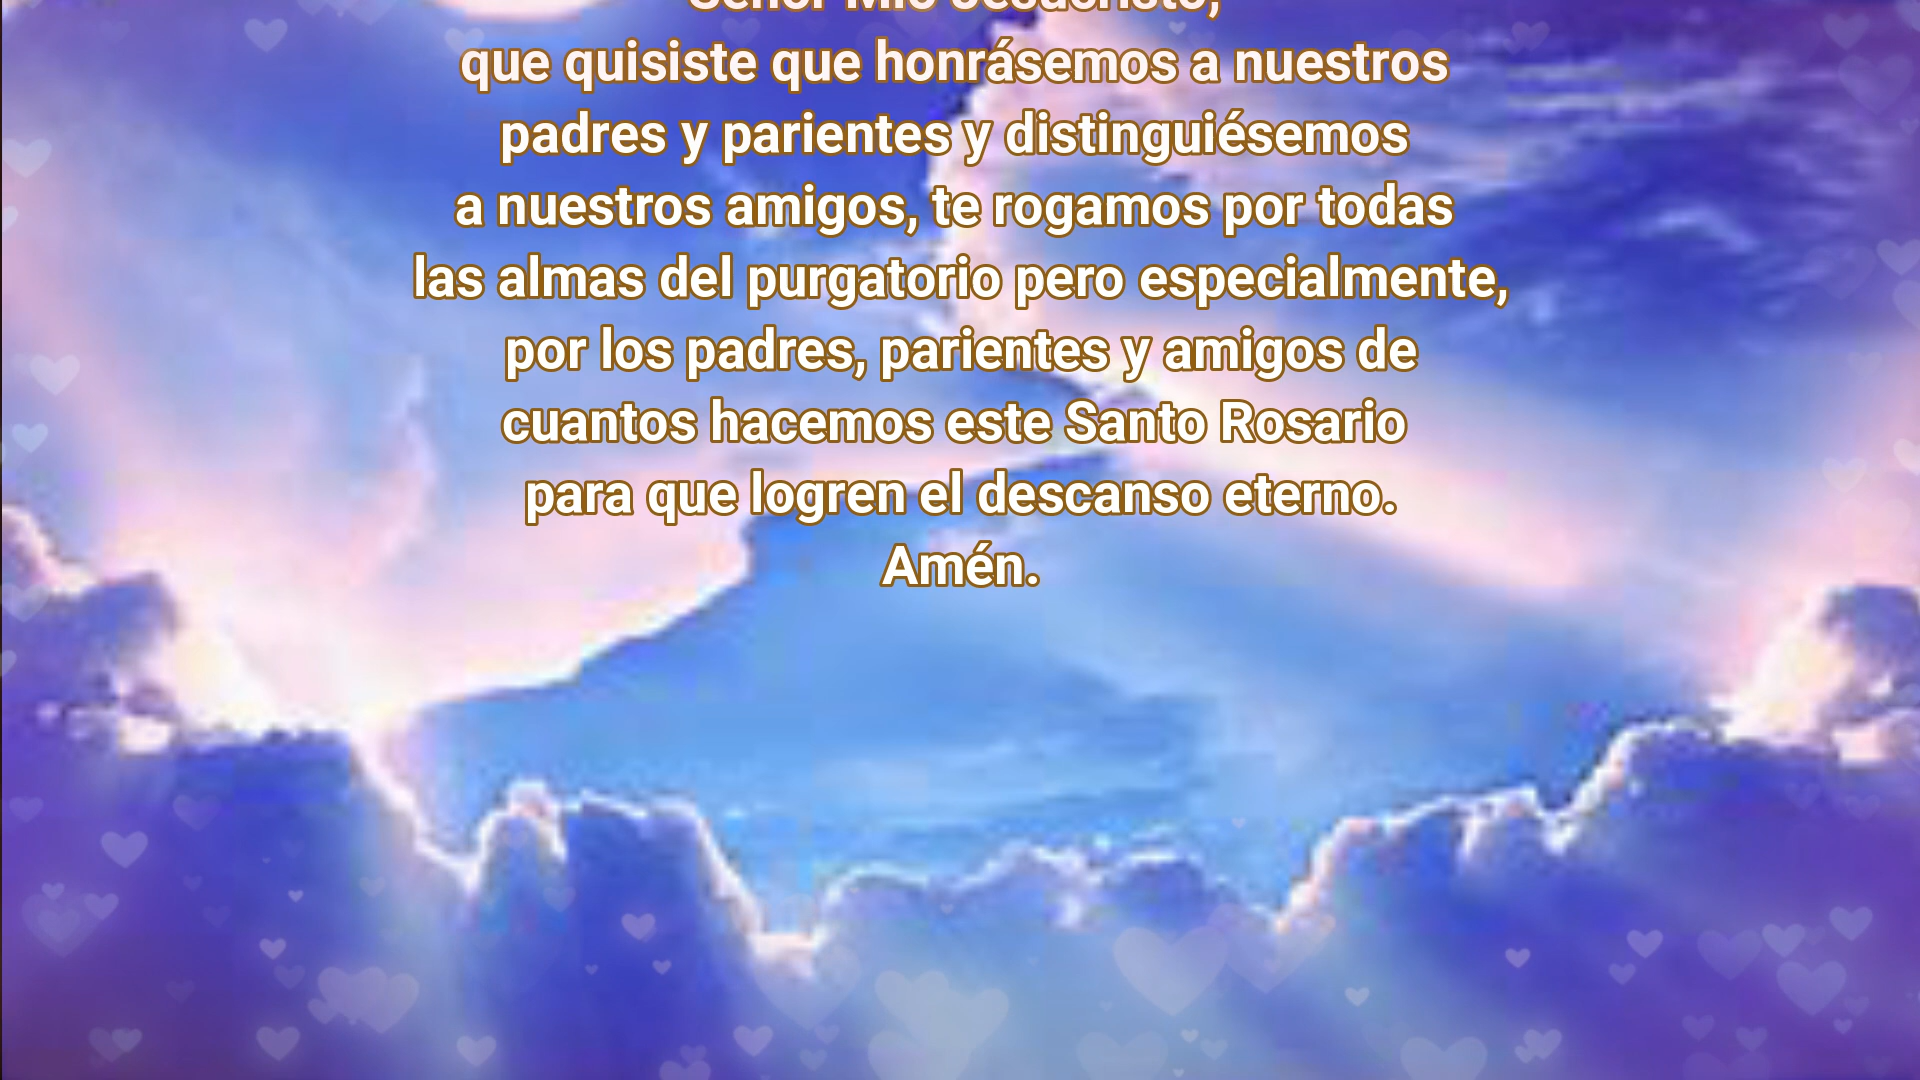 Señor Mío Jesucristo,
que quisiste que honrásemos a nuestros
padres y parientes y distinguiésemos
a nuestros amigos, te rogamos por todas
las almas del purgatorio pero especialmente,
por los padres, parientes y amigos de
cuantos hacemos este Santo Rosario
para que logren el descanso eterno.
Amén.